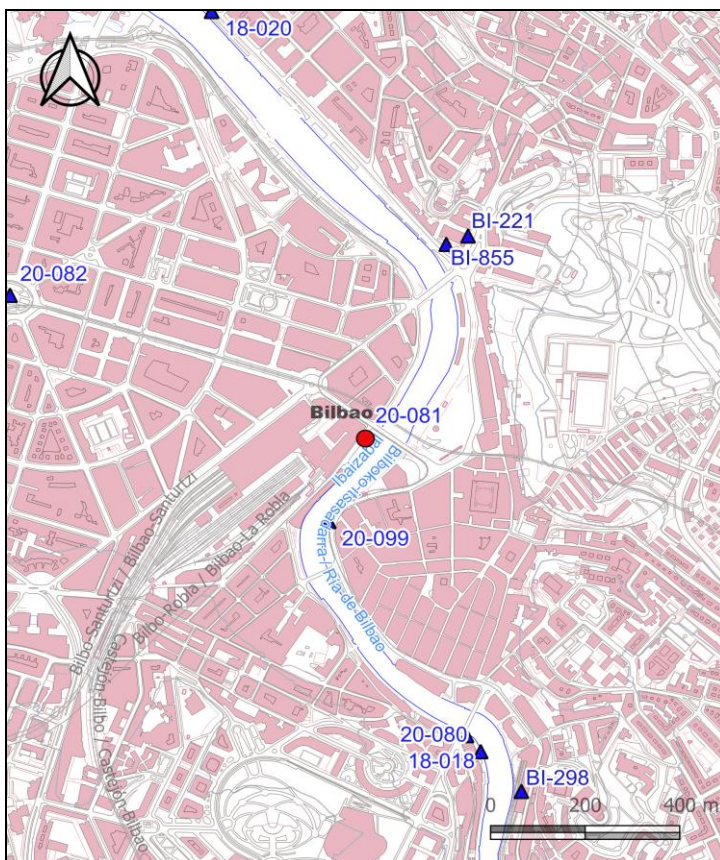 18-020
BI-221
BI-855
20-082
Bilbao
20-081
Ibaizabal
Bilboko Itsasadarra / Ría de Bilbao
20-099
Bilbo-Santurtzi / Bilbao-Santurtzi
Bilbo-Robla / Bilbao-La Robla
Castejón-Bilbo / Castejón-Bilbao
20-080
18-018
BI-298
0 200 400 m